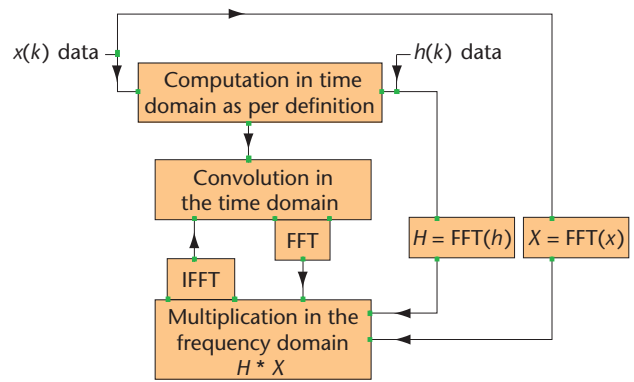 x(k) data
h(k) data
Computation in time
domain as per definition
Convolution in
the time domain
FFT
H = FFT(h)
X = FFT(x)
IFFT
Multiplication in the
frequency domain
H * X